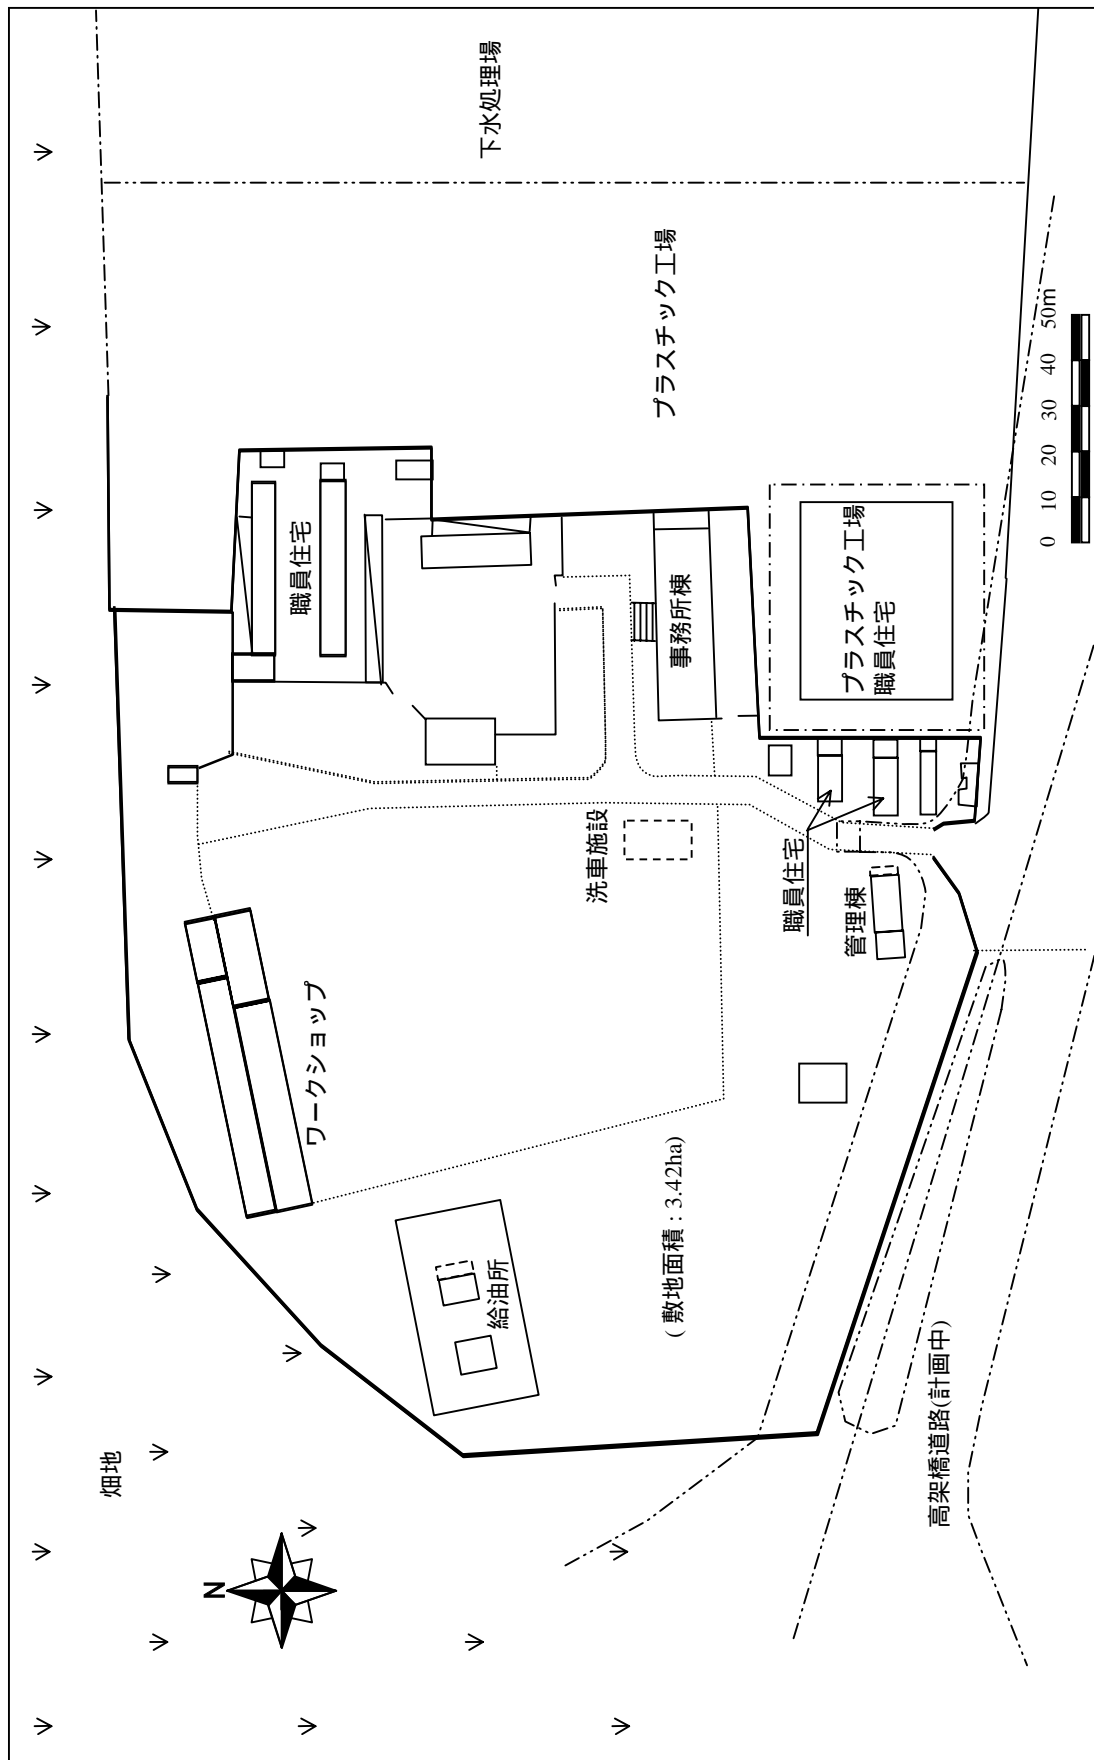 下水処理場
プラスチック工場
職員住宅
事務所棟
プラスチック工場
職員住宅
0 10 20 30 40 50m
洗車施設
職員住宅
管理棟
ワークショップ
給油所
(敷地面積:3.42ha)
高架橋道路(計画中)
畑地
N